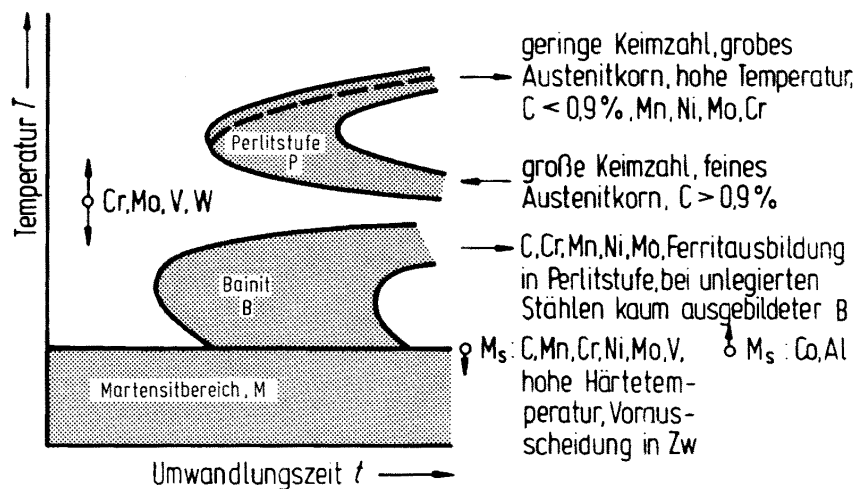 Temperatur T
geringe Keimzahl, grobes
Austenitkorn, hohe Temperatur,
C < 0,9 %, Mn, Ni, Mo, Cr
Perlitstufe
P
große Keimzahl, feines
Austenitkorn, C > 0,9 %
Cr, Mo, V, W
C, Cr, Mn, Ni, Mo, Ferritausbildung
in Perlitstufe, bei unlegierten
Stählen kaum ausgebildeter B
Bainit
B
Ms : C, Mn, Cr, Ni, Mo, V,
hohe Härtetem-
peratur, Voraus-
scheidung in Zw
Ms : Co, Al
Martensitbereich, M
Umwandlungszeit t